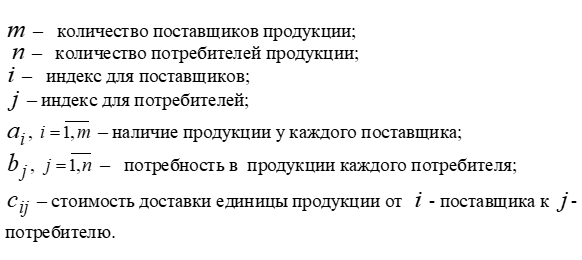 m – количество поставщиков продукции;
n – количество потребителей продукции;
i – индекс для поставщиков;
j – индекс для потребителей;
a_i, i = \overline{1,m} – наличие продукции у каждого поставщика;
b_j, j = \overline{1,n} – потребность в продукции каждого потребителя;
c_{ij} – стоимость доставки единицы продукции от i - поставщика к j -
потребителю.